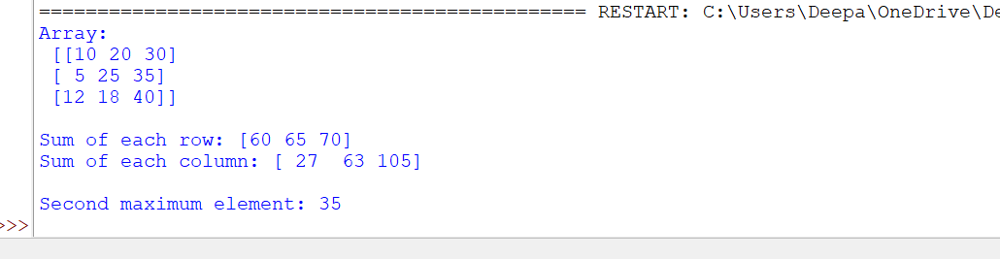 =============================================== RESTART: C:\Users\Deepa\OneDrive\De
Array:
 [[10 20 30]
 [ 5 25 35]
 [12 18 40]]
Sum of each row: [60 65 70]
Sum of each column: [ 27  63 105]
Second maximum element: 35
>>>